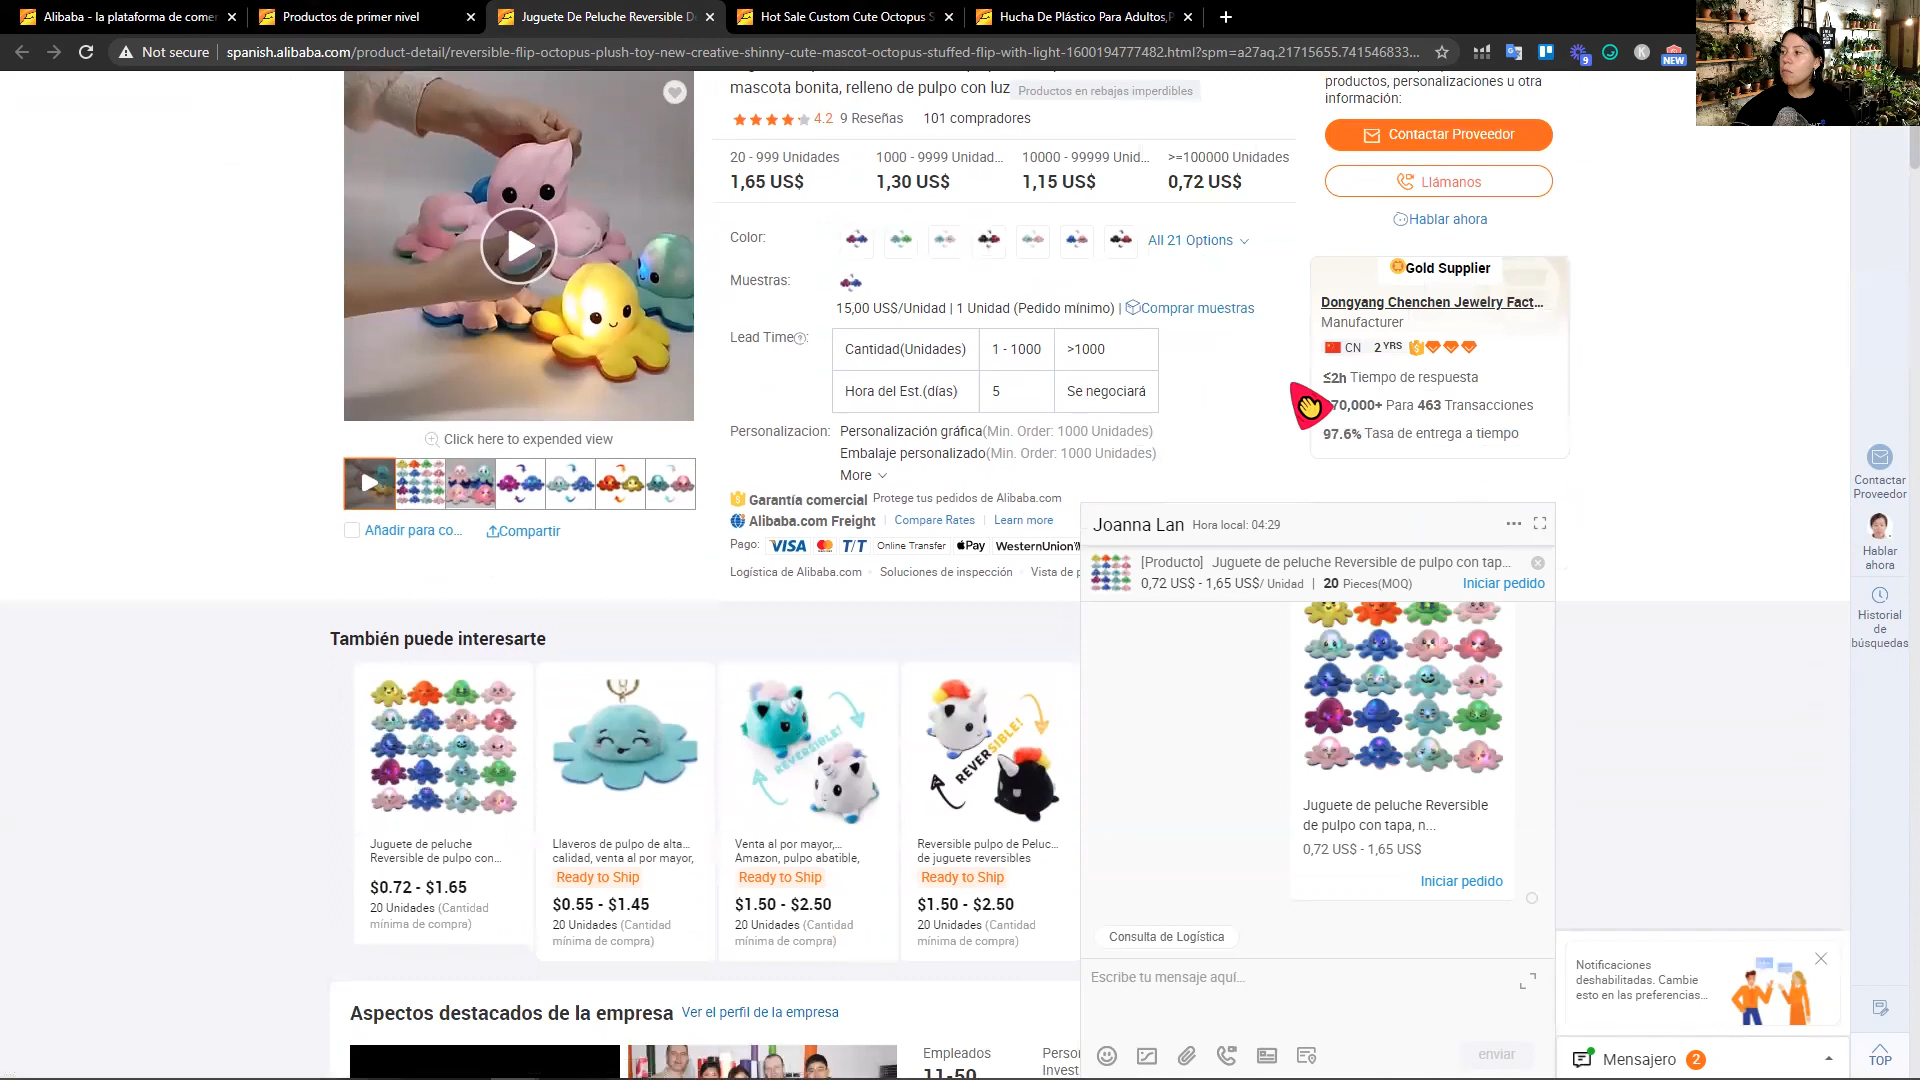 Alibaba - la plataforma de comer
Productos de primer nivel
Juguete De Peluche Reversible D
Hot Sale Custom Cute Octopus S
Hucha De Plástico Para Adultos,P
Not secure
spanish.alibaba.com/product-detail/reversible-flip-octopus-plush-toy-new-creative-shinny-cute-mascot-octopus-stuffed-flip-with-light-1600194777482.html?spm=a27aq.21715655.741546833...
9
K
NEW
mascota bonita, relleno de pulpo con luz
Productos en rebajas imperdibles
4.2 9 Reseñas 101 compradores
20 - 999 Unidades
1,65 US$
1000 - 9999 Unidad...
1,30 US$
10000 - 99999 Unid...
1,15 US$
>=100000 Unidades
0,72 US$
Color:
All 21 Options
Muestras:
15,00 US$/Unidad | 1 Unidad (Pedido mínimo) | Comprar muestras
Lead Time
Cantidad(Unidades) 1 - 1000 >1000
Hora del Est.(días) 5 Se negociará
Personalizacion: Personalización gráfica(Min. Order: 1000 Unidades)
Embalaje personalizado(Min. Order: 1000 Unidades)
More
Garantía comercial Protege tus pedidos de Alibaba.com
Alibaba.com Freight | Compare Rates | Learn more
Pago: VISA T/T Online Transfer Pay WesternUnion
Logística de Alibaba.com Soluciones de inspección Vista de p
Click here to expended view
Añadir para co... Compartir
productos, personalizaciones u otra
información:
Contactar Proveedor
Llámanos
Hablar ahora
Gold Supplier
Dongyang Chenchen Jewelry Fact...
Manufacturer
CN 2 YRS
≤2h Tiempo de respuesta
70,000+ Para 463 Transacciones
97.6% Tasa de entrega a tiempo
Contactar
Proveedor
Hablar
ahora
Historial
de
búsquedas
Joanna Lan Hora local: 04:29
[Producto] Juguete de peluche Reversible de pulpo con tap...
0,72 US$ - 1,65 US$/ Unidad | 20 Pieces(MOQ) Iniciar pedido
Juguete de peluche Reversible
de pulpo con tapa, n...
0,72 US$ - 1,65 US$
Iniciar pedido
Consulta de Logística
Escribe tu mensaje aquí...
enviar
También puede interesarte
Juguete de peluche
Reversible de pulpo con...
$0.72 - $1.65
20 Unidades (Cantidad
mínima de compra)
Llaveros de pulpo de alta...
calidad, venta al por mayor,
Ready to Ship
$0.55 - $1.45
20 Unidades (Cantidad
mínima de compra)
REVERSIBLE!
Venta al por mayor,...
Amazon, pulpo abatible,
Ready to Ship
$1.50 - $2.50
20 Unidades (Cantidad
mínima de compra)
REVERSIBLE!
Reversible pulpo de Peluc...
de juguete reversibles
Ready to Ship
$1.50 - $2.50
20 Unidades (Cantidad
mínima de compra)
Aspectos destacados de la empresa Ver el perfil de la empresa
Empleados
11-50
Person
Invest
Notificaciones
deshabilitadas. Cambie
esto en las preferencias...
Mensajero 2
TOP